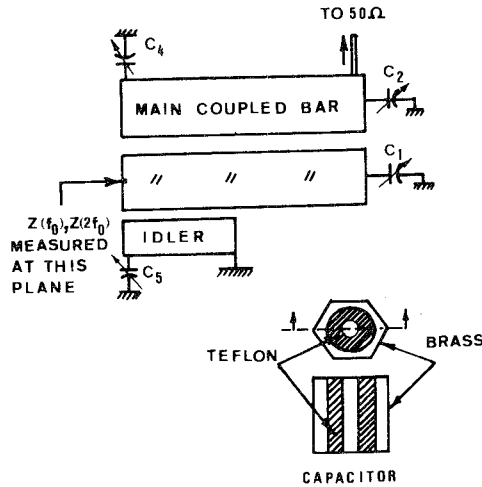 TO 50Ω
C4
C2
MAIN COUPLED BAR
C1
" " "
Z(f0), Z(2f0)
MEASURED
AT THIS
PLANE
IDLER
C5
TEFLON
BRASS
CAPACITOR